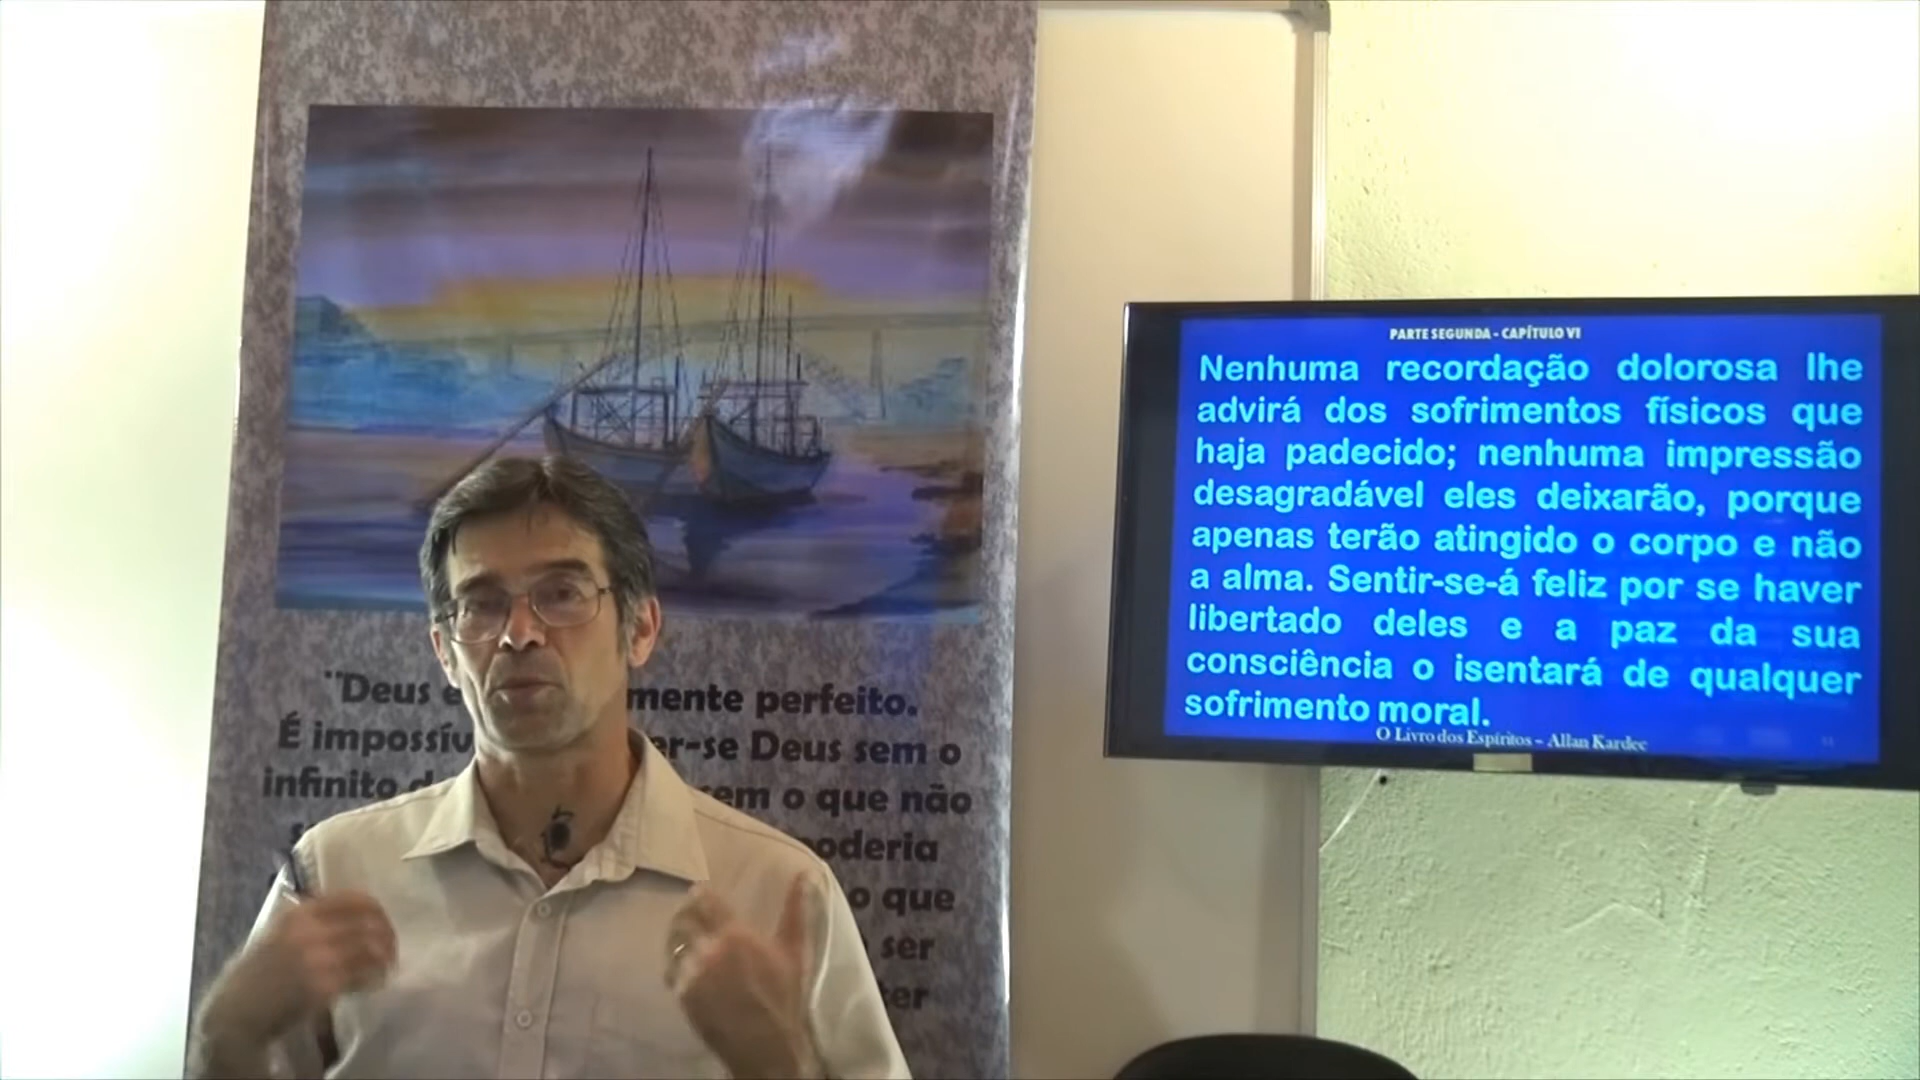 ¨Deus e mente perfeito.
É impossív er-se Deus sem o
infinito d sem o que não
s poderia
o que
ser
ter
PARTE SEGUNDA - CAPÍTULO VI
Nenhuma recordação dolorosa lhe
advirá dos sofrimentos físicos que
haja padecido; nenhuma impressão
desagradável eles deixarão, porque
apenas terão atingido o corpo e não
a alma. Sentir-se-á feliz por se haver
libertado deles e a paz da sua
consciência o isentará de qualquer
sofrimento moral.
O Livro dos Espíritos – Allan Kardec